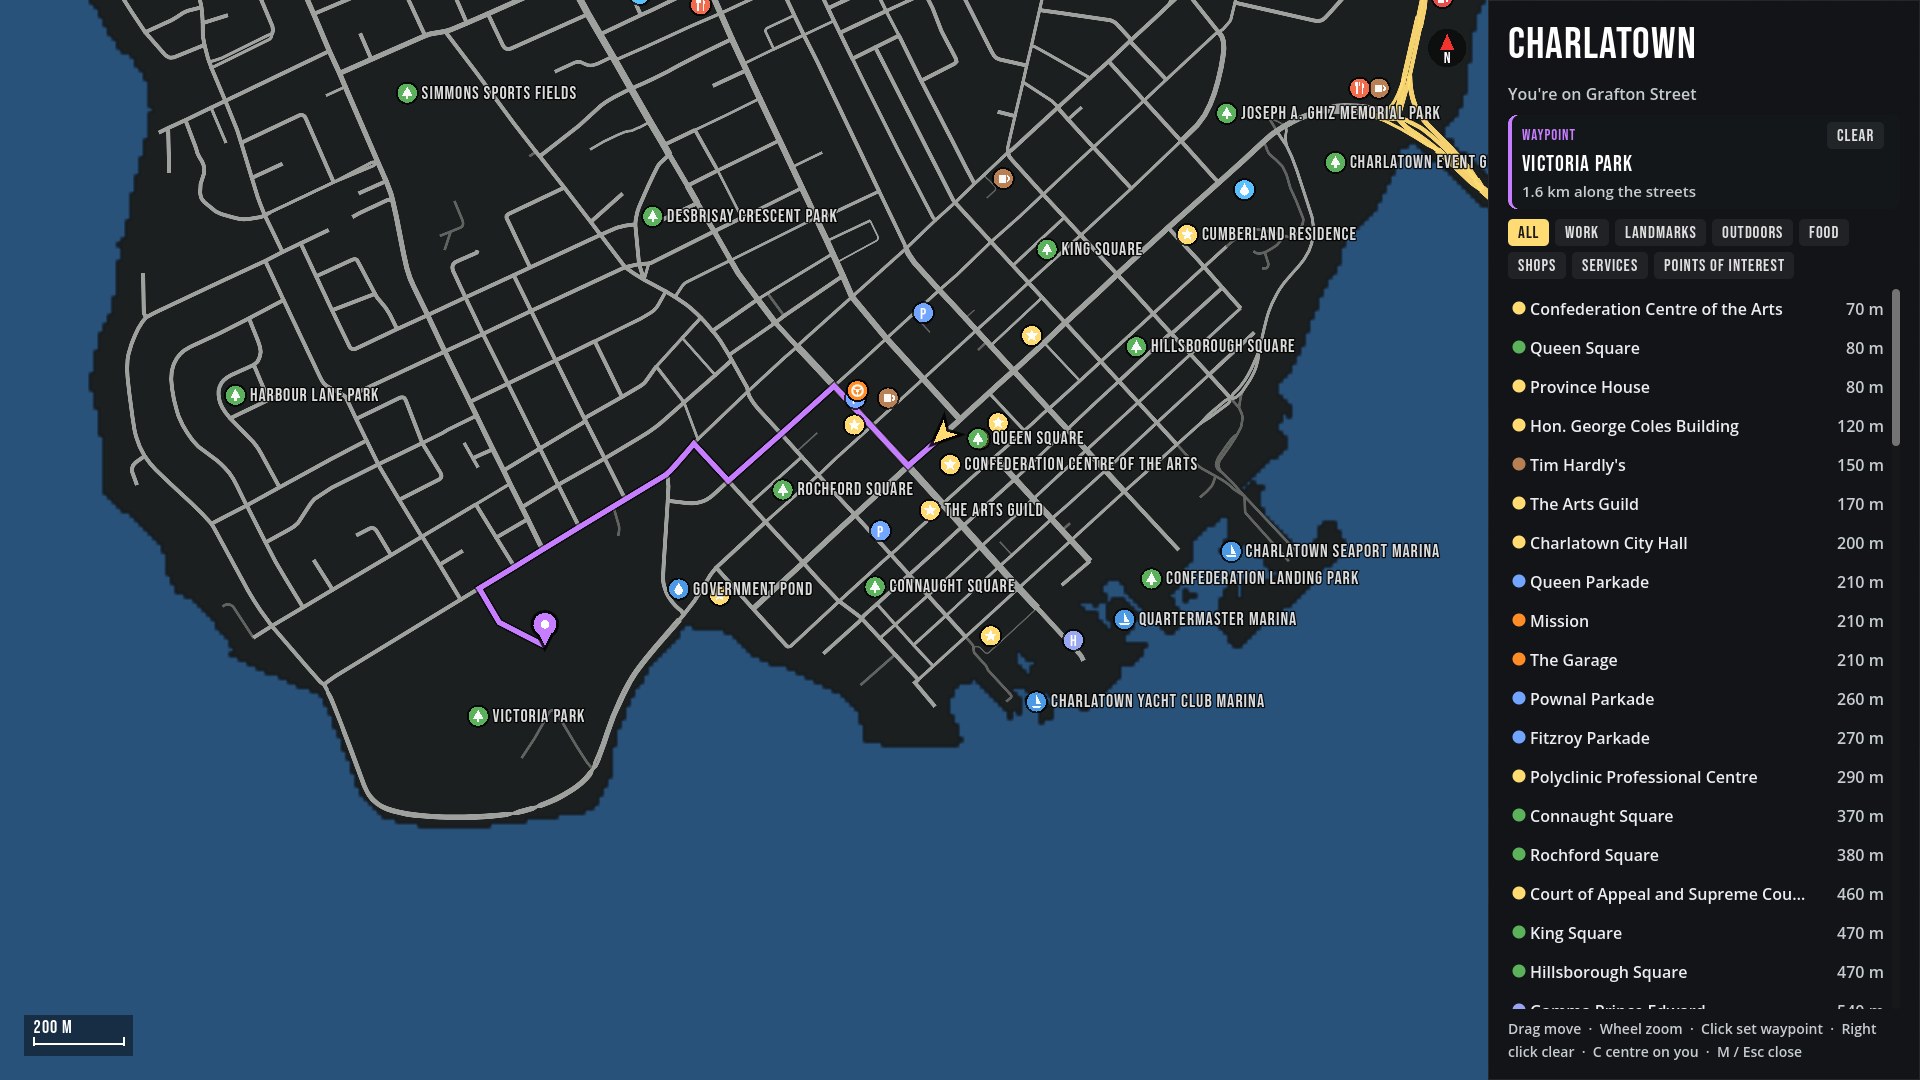 SIMMONS SPORTS FIELDS
JOSEPH A. GHIZ MEMORIAL PARK
CHARLATOWN EVENT G
DESBRISAY CRESCENT PARK
CUMBERLAND RESIDENCE
KING SQUARE
P
HILLSBOROUGH SQUARE
HARBOUR LANE PARK
QUEEN SQUARE
CONFEDERATION CENTRE OF THE ARTS
ROCHFORD SQUARE
THE ARTS GUILD
P
CHARLATOWN SEAPORT MARINA
CONFEDERATION LANDING PARK
GOVERNMENT POND
CONNAUGHT SQUARE
QUARTERMASTER MARINA
H
CHARLATOWN YACHT CLUB MARINA
VICTORIA PARK
200 M
N
CHARLATOWN
You're on Grafton Street
WAYPOINT
CLEAR
VICTORIA PARK
1.6 km along the streets
ALL WORK LANDMARKS OUTDOORS FOOD
SHOPS SERVICES POINTS OF INTEREST
Confederation Centre of the Arts 70 m
Queen Square 80 m
Province House 80 m
Hon. George Coles Building 120 m
Tim Hardly's 150 m
The Arts Guild 170 m
Charlatown City Hall 200 m
Queen Parkade 210 m
Mission 210 m
The Garage 210 m
Pownal Parkade 260 m
Fitzroy Parkade 270 m
Polyclinic Professional Centre 290 m
Connaught Square 370 m
Rochford Square 380 m
Court of Appeal and Supreme Cou... 460 m
King Square 470 m
Hillsborough Square 470 m
Drag move · Wheel zoom · Click set waypoint · Right
click clear · C centre on you · M / Esc close